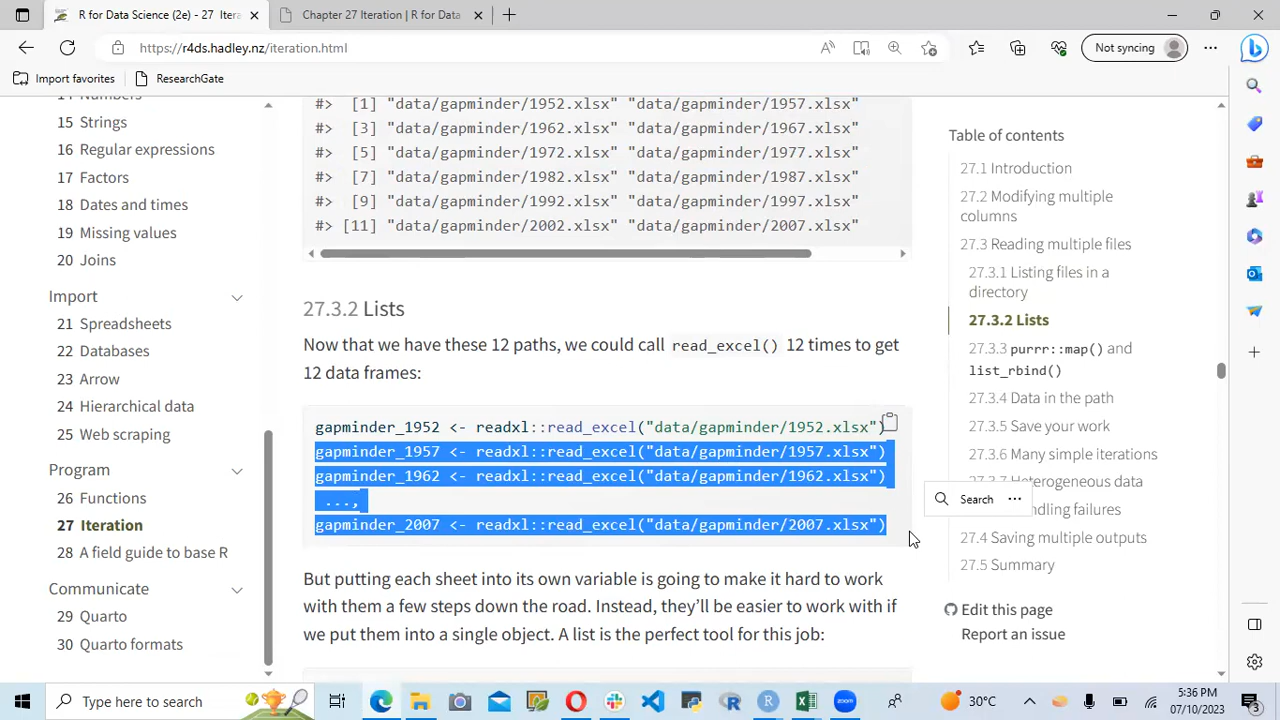 R for Data Science (2e) - 27 Itera
Chapter 27 Iteration | R for Data
https://r4ds.hadley.nz/iteration.html
Not syncing
Import favorites
ResearchGate
14 Numbers
15 Strings
16 Regular expressions
17 Factors
18 Dates and times
19 Missing values
20 Joins
Import
21 Spreadsheets
22 Databases
23 Arrow
24 Hierarchical data
25 Web scraping
Program
26 Functions
27 Iteration
28 A field guide to base R
Communicate
29 Quarto
30 Quarto formats
#> [1] "data/gapminder/1952.xlsx" "data/gapminder/1957.xlsx"
#> [3] "data/gapminder/1962.xlsx" "data/gapminder/1967.xlsx"
#> [5] "data/gapminder/1972.xlsx" "data/gapminder/1977.xlsx"
#> [7] "data/gapminder/1982.xlsx" "data/gapminder/1987.xlsx"
#> [9] "data/gapminder/1992.xlsx" "data/gapminder/1997.xlsx"
#> [11] "data/gapminder/2002.xlsx" "data/gapminder/2007.xlsx"
27.3.2 Lists
Now that we have these 12 paths, we could call read_excel() 12 times to get
12 data frames:
gapminder_1952 <- readxl::read_excel("data/gapminder/1952.xlsx")
gapminder_1957 <- readxl::read_excel("data/gapminder/1957.xlsx")
gapminder_1962 <- readxl::read_excel("data/gapminder/1962.xlsx")
...,
gapminder_2007 <- readxl::read_excel("data/gapminder/2007.xlsx")
But putting each sheet into its own variable is going to make it hard to work
with them a few steps down the road. Instead, they'll be easier to work with if
we put them into a single object. A list is the perfect tool for this job:
Table of contents
27.1 Introduction
27.2 Modifying multiple
columns
27.3 Reading multiple files
27.3.1 Listing files in a
directory
27.3.2 Lists
27.3.3 purrr::map() and
list_rbind()
27.3.4 Data in the path
27.3.5 Save your work
27.3.6 Many simple iterations
27.3.7 Heterogeneous data
Search
ndling failures
27.4 Saving multiple outputs
27.5 Summary
Edit this page
Report an issue
Type here to search
30°C
5:36 PM
07/10/2023
3